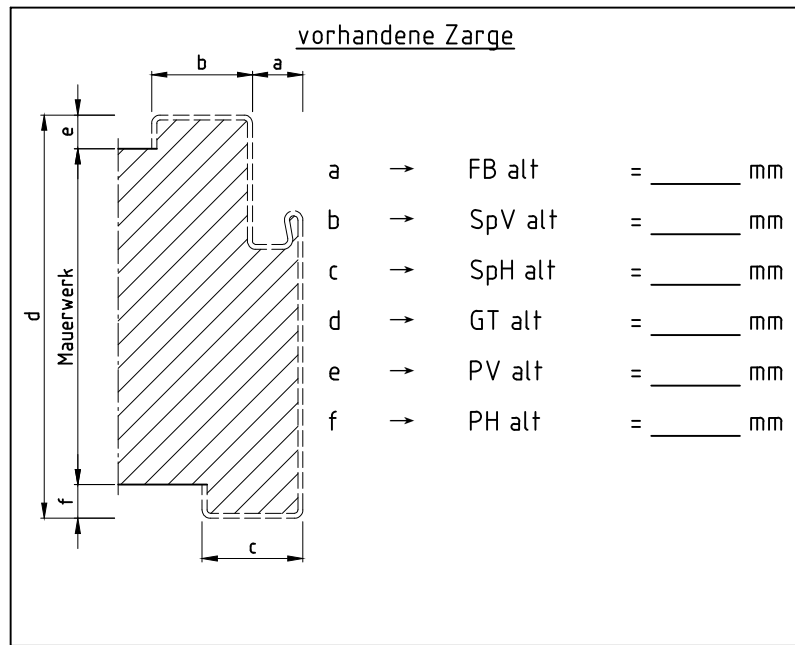 vorhandene Zarge
b a
e
Mauerwerk
d
f
c
a → FB alt = ______ mm
b → SpV alt = ______ mm
c → SpH alt = ______ mm
d → GT alt = ______ mm
e → PV alt = ______ mm
f → PH alt = ______ mm